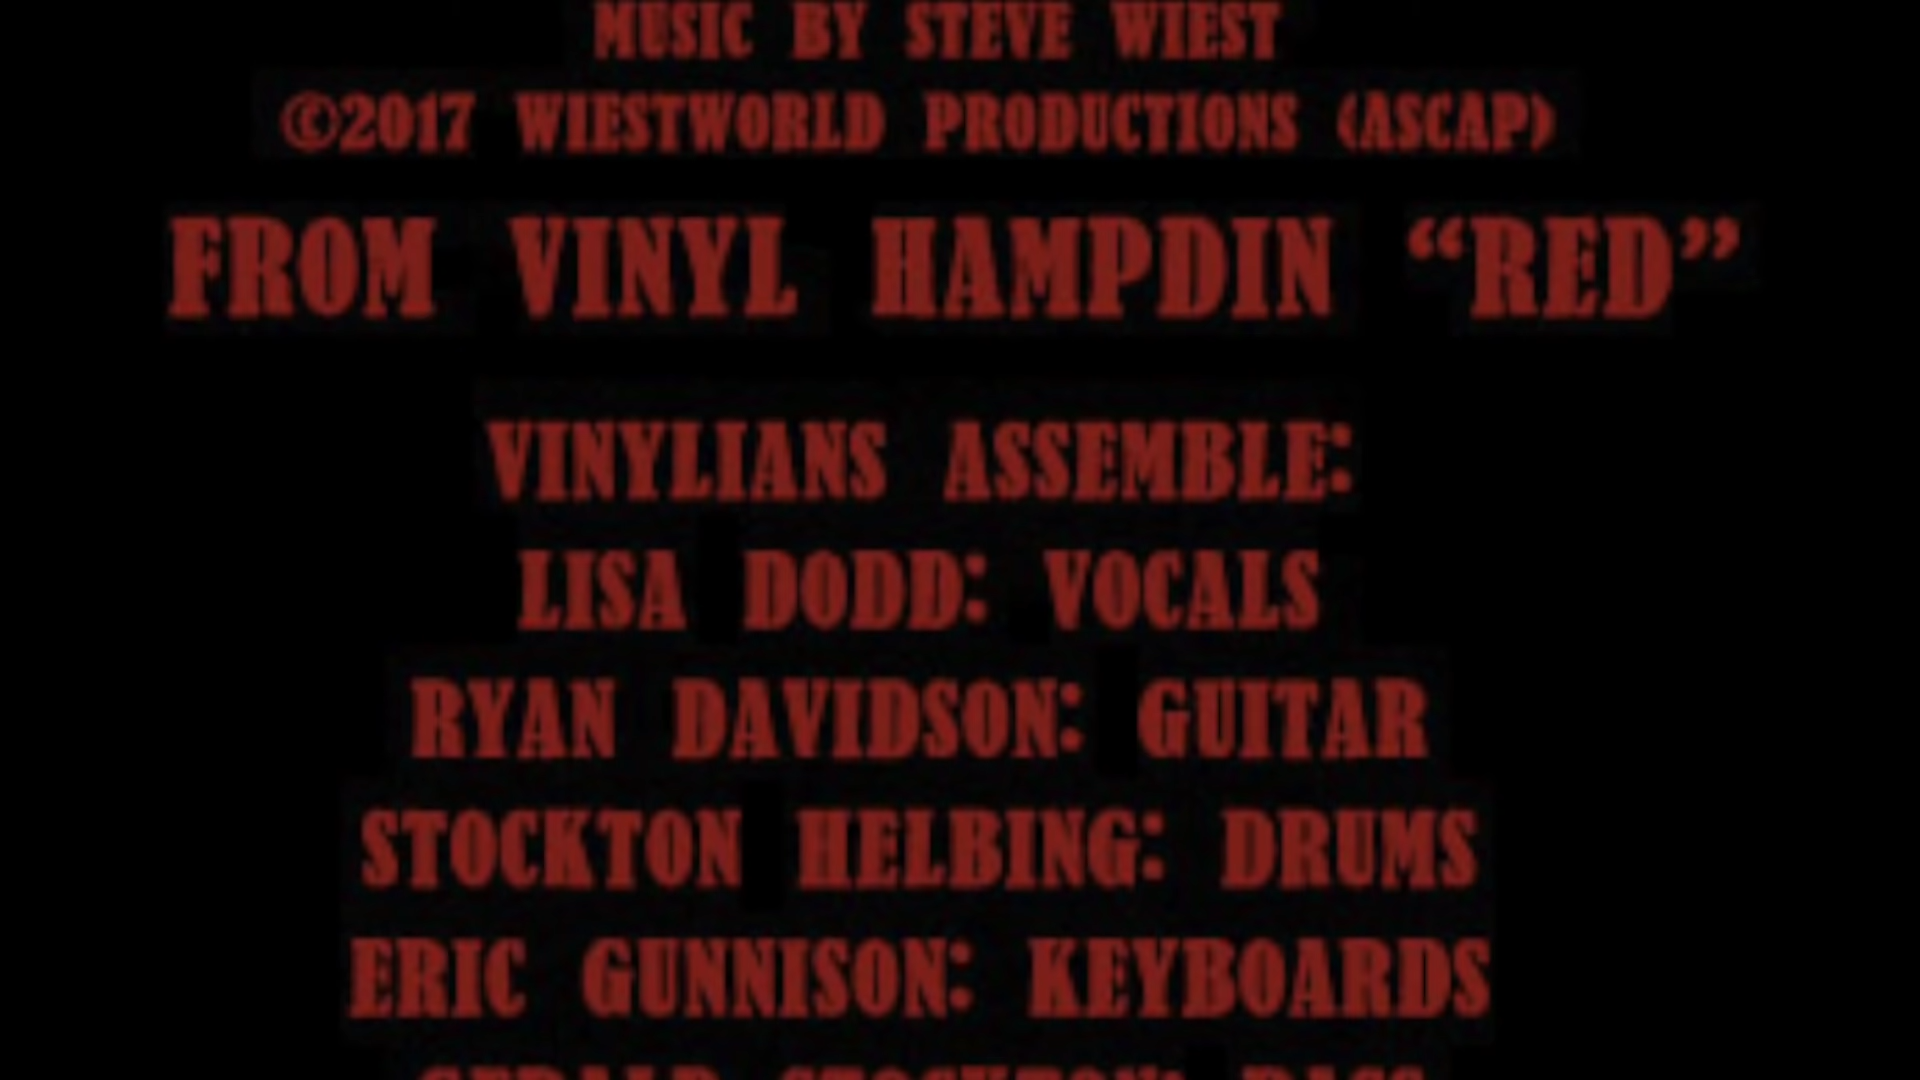 MUSIC BY STEVE WIEST
©2017 WIESTWORLD PRODUCTIONS (ASCAP)
FROM VINYL HAMPDIN “RED”
VINYLIANS ASSEMBLE:
LISA DODD: VOCALS
RYAN DAVIDSON: GUITAR
STOCKTON HELBING: DRUMS
ERIC GUNNISON: KEYBOARDS